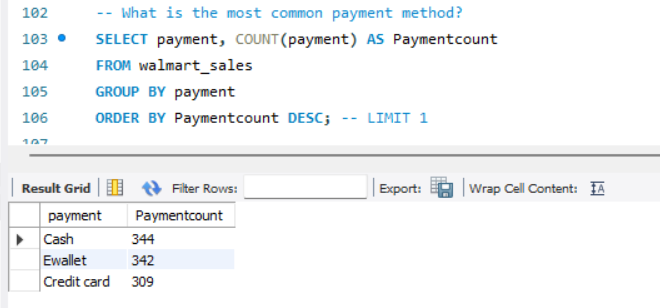 102 -- What is the most common payment method?
103 SELECT payment, COUNT(payment) AS Paymentcount
104 FROM walmart_sales
105 GROUP BY payment
106 ORDER BY Paymentcount DESC; -- LIMIT 1
107
Result Grid Filter Rows: Export: Wrap Cell Content: IA
payment Paymentcount
Cash 344
Ewallet 342
Credit card 309